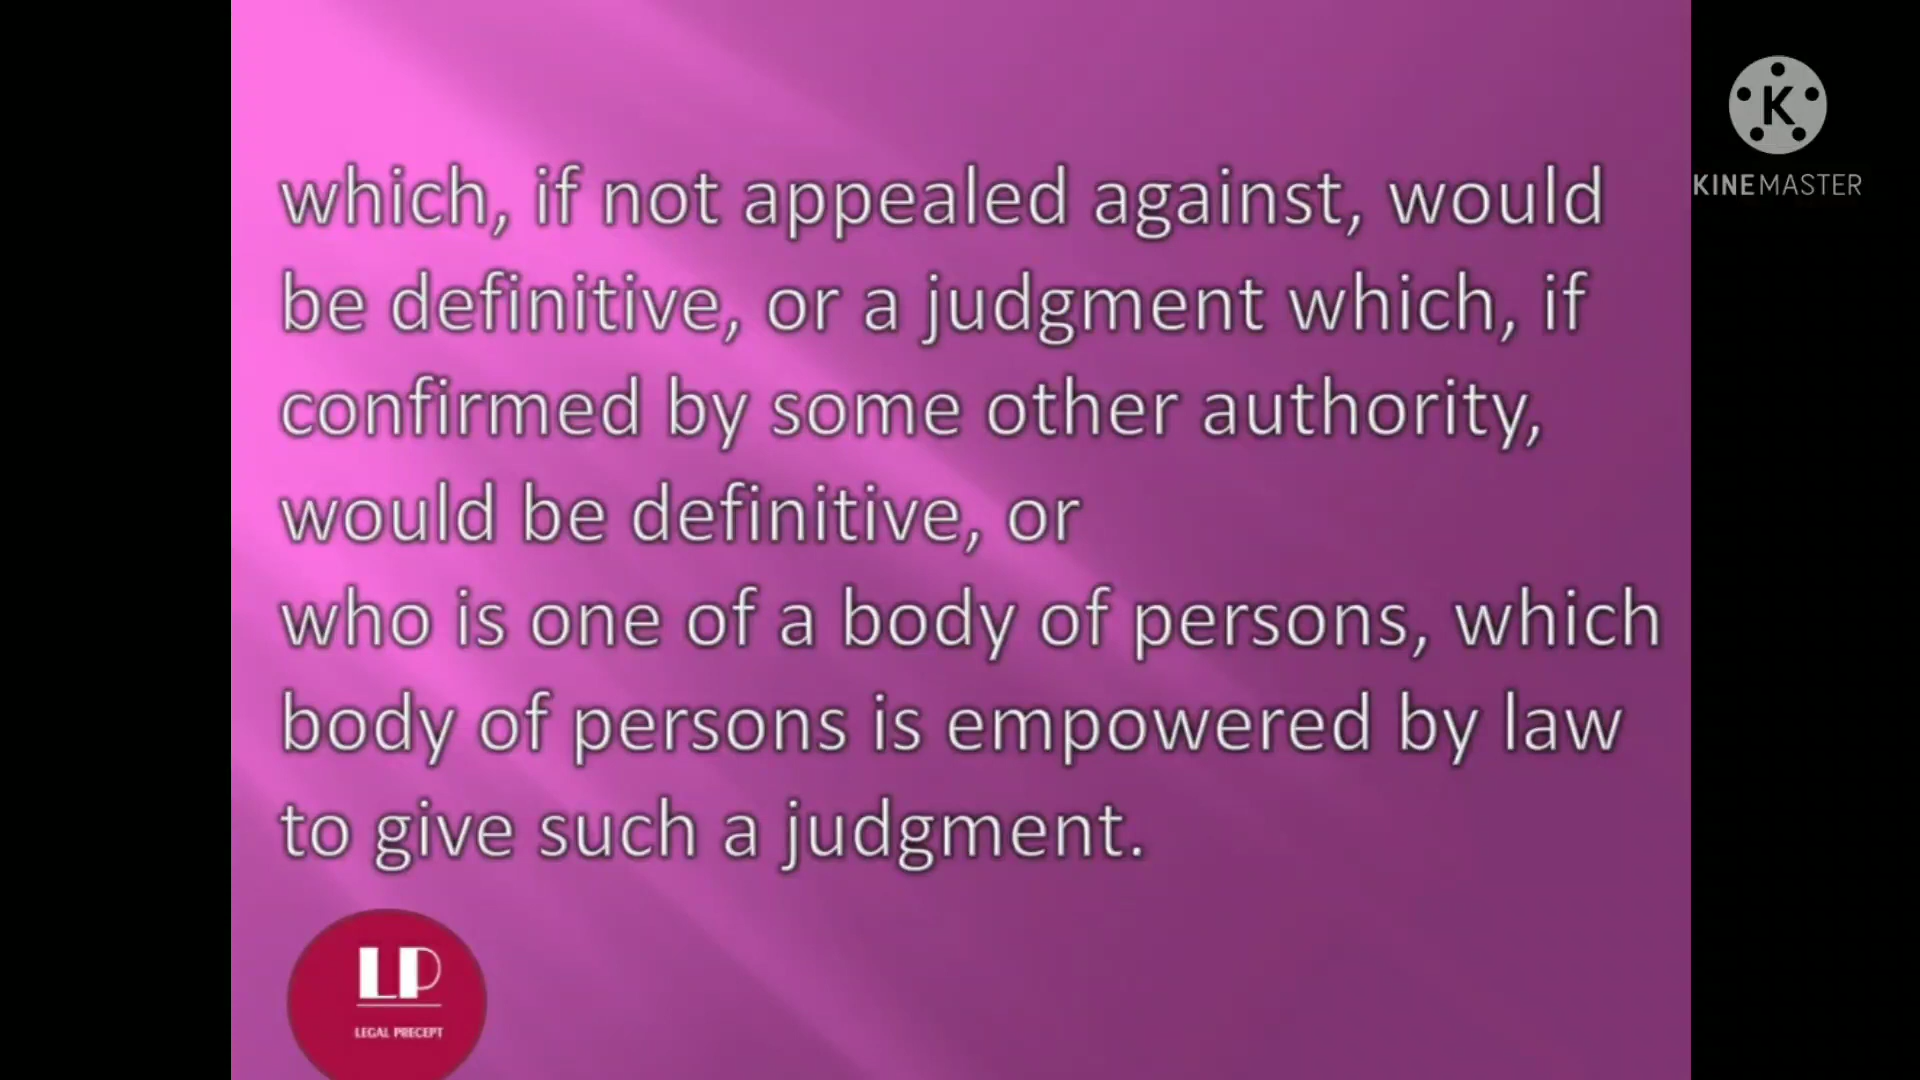 which, if not appealed against, would
be definitive, or a judgment which, if
confirmed by some other authority,
would be definitive, or
who is one of a body of persons, which
body of persons is empowered by law
to give such a judgment.
K
KINEMASTER
LP
LEGAL PRECEPT